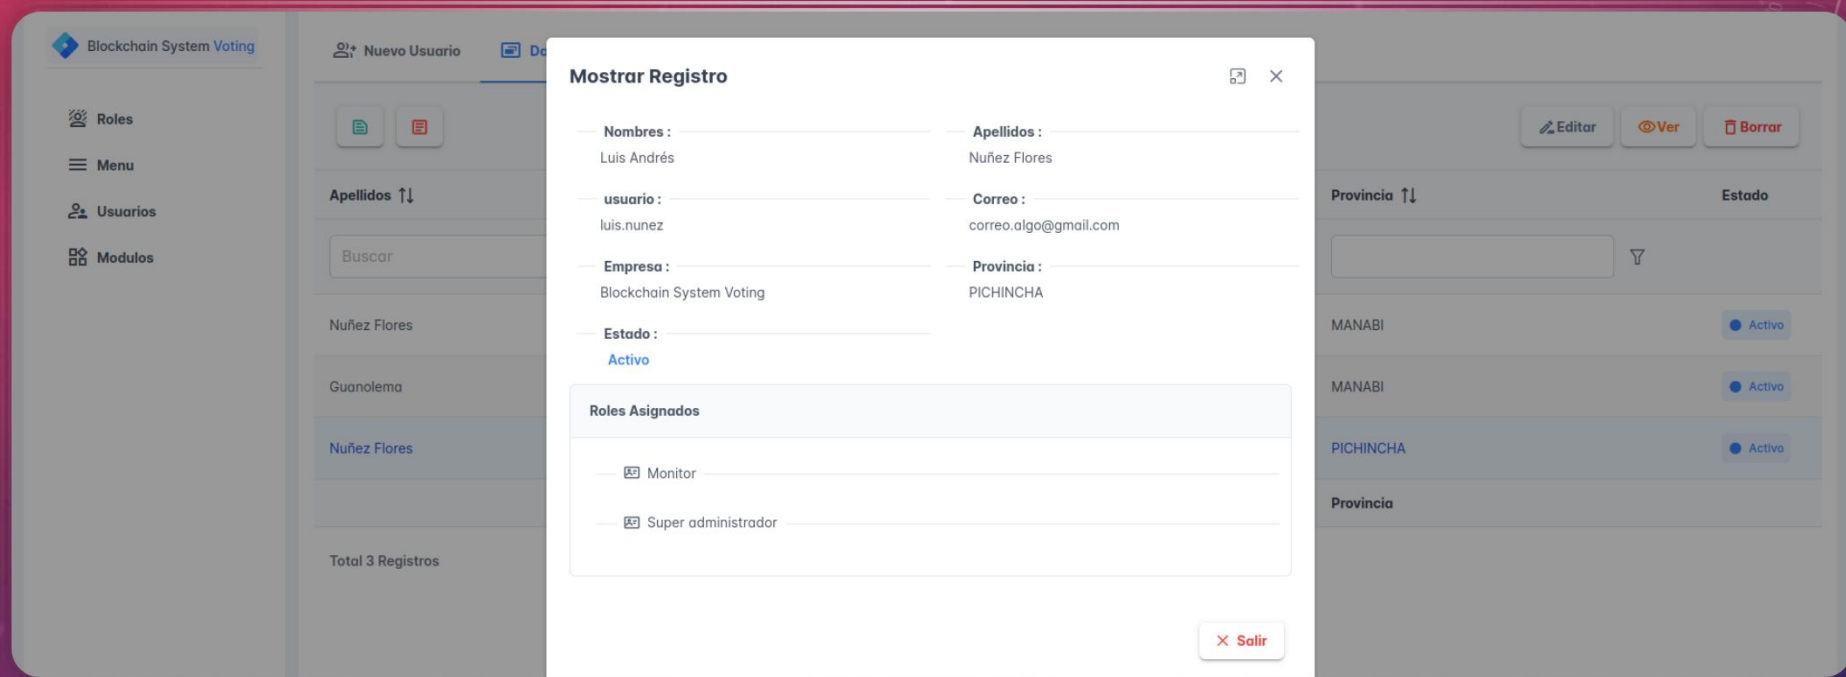 Blockchain System Voting
Roles
Menu
Usuarios
Modulos
Nuevo Usuario
Editar Ver Borrar
Apellidos Provincia Estado
Buscar
Nuñez Flores MANABI Activo
Guanolema MANABI Activo
Nuñez Flores PICHINCHA Activo
Provincia
Total 3 Registros
Mostrar Registro
Nombres : Apellidos :
Luis Andrés Nuñez Flores
usuario : Correo :
luis.nunez correo.algo@gmail.com
Empresa : Provincia :
Blockchain System Voting PICHINCHA
Estado :
Activo
Roles Asignados
Monitor
Super administrador
Salir